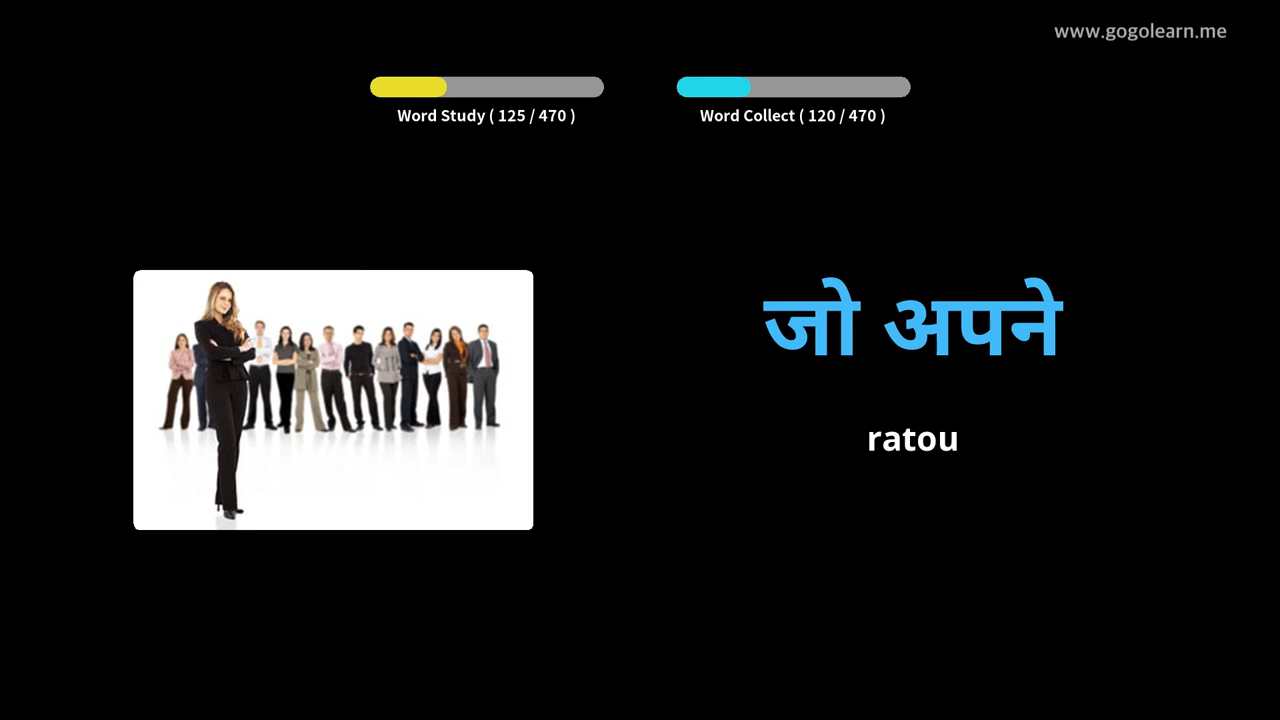 www.gogolearn.me
Word Study ( 125 / 470 )
Word Collect ( 120 / 470 )
जो अपने
ratou